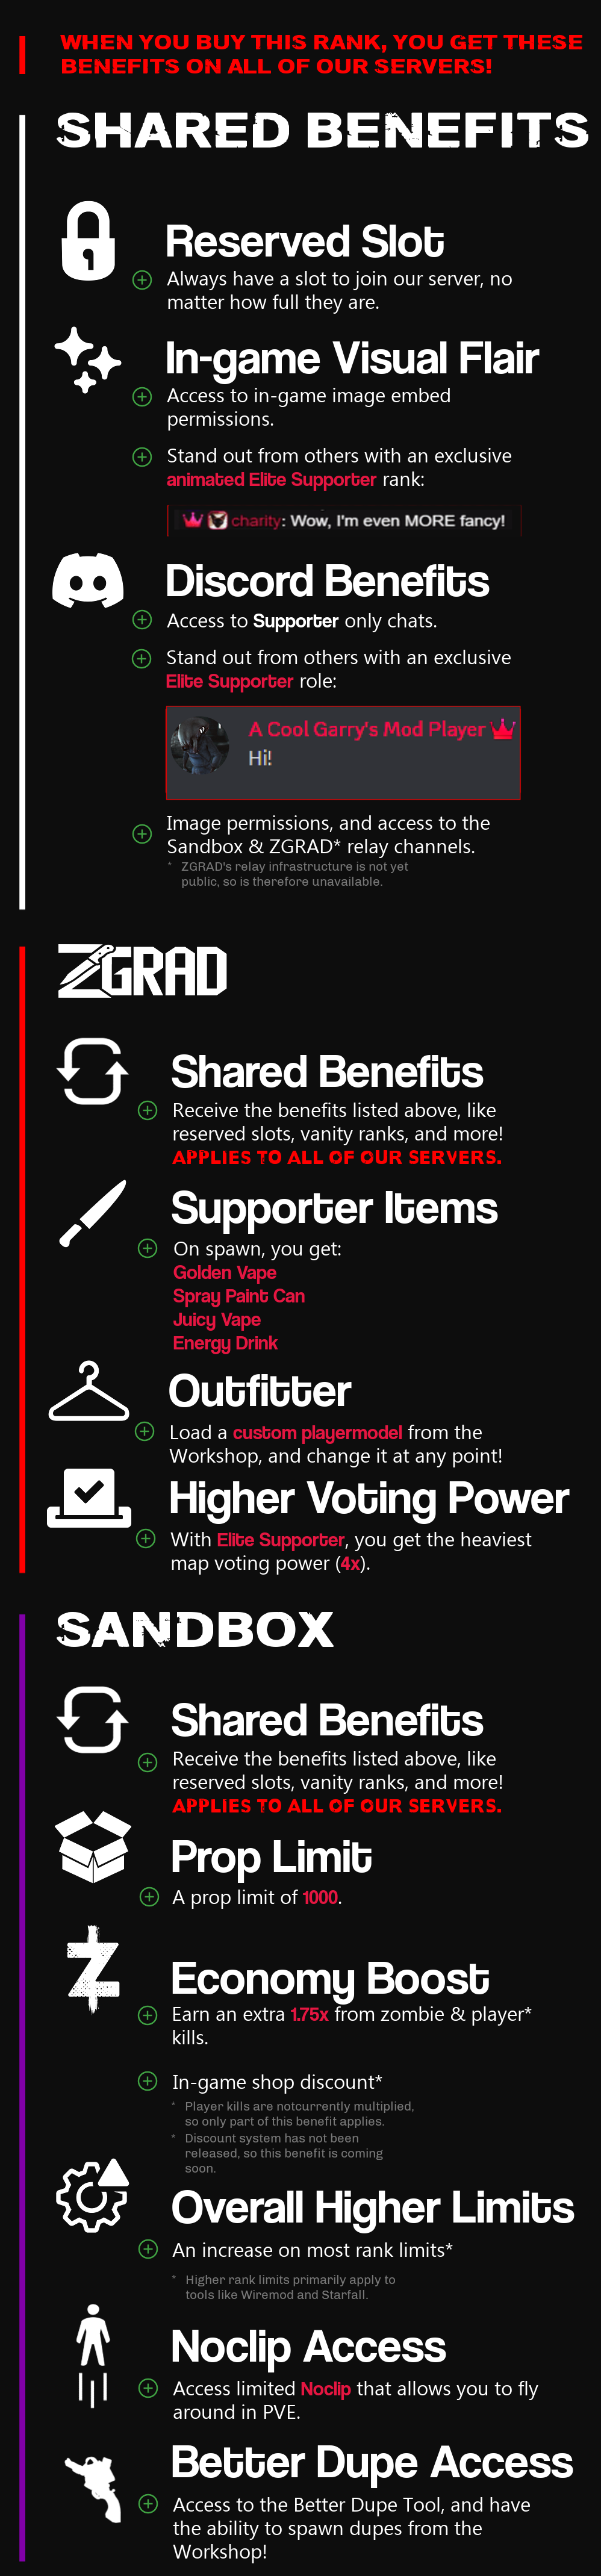 WHEN YOU BUY THIS RANK, YOU GET THESE
BENEFITS ON ALL OF OUR SERVERS!
SHARED BENEFITS
Reserved Slot
Always have a slot to join our server, no
matter how full they are.
In-game Visual Flair
Access to in-game image embed
permissions.
Stand out from others with an exclusive
animated Elite Supporter rank:
charity: Wow, I'm even MORE fancy!
Discord Benefits
Access to Supporter only chats.
Stand out from others with an exclusive
Elite Supporter role:
A Cool Garry's Mod Player
Hi!
Image permissions, and access to the
Sandbox & ZGRAD* relay channels.
* ZGRAD's relay infrastructure is not yet
public, so is therefore unavailable.
ZGRAD
Shared Benefits
Receive the benefits listed above, like
reserved slots, vanity ranks, and more!
APPLIES TO ALL OF OUR SERVERS.
Supporter Items
On spawn, you get:
Golden Vape
Spray Paint Can
Juicy Vape
Energy Drink
Outfitter
Load a custom playermodel from the
Workshop, and change it at any point!
Higher Voting Power
With Elite Supporter, you get the heaviest
map voting power (4x).
SANDBOX
Shared Benefits
Receive the benefits listed above, like
reserved slots, vanity ranks, and more!
APPLIES TO ALL OF OUR SERVERS.
Prop Limit
A prop limit of 1000.
Economy Boost
Earn an extra 1.75x from zombie & player*
kills.
In-game shop discount*
* Player kills are notcurrently multiplied,
so only part of this benefit applies.
* Discount system has not been
released, so this benefit is coming
soon.
Overall Higher Limits
An increase on most rank limits*
* Higher rank limits primarily apply to
tools like Wiremod and Starfall.
Noclip Access
Access limited Noclip that allows you to fly
around in PVE.
Better Dupe Access
Access to the Better Dupe Tool, and have
the ability to spawn dupes from the
Workshop!